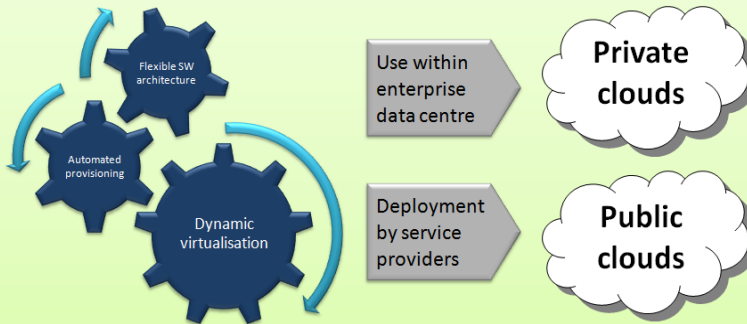 Flexible SW
architecture
Automated
provisioning
Dynamic
virtualisation
Use within
enterprise
data centre
Private
clouds
Deployment
by service
providers
Public
clouds